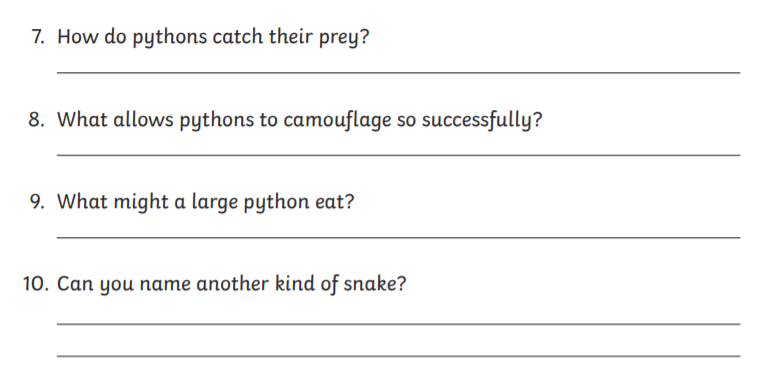 7. How do pythons catch their prey?
8. What allows pythons to camouflage so successfully?
9. What might a large python eat?
10. Can you name another kind of snake?